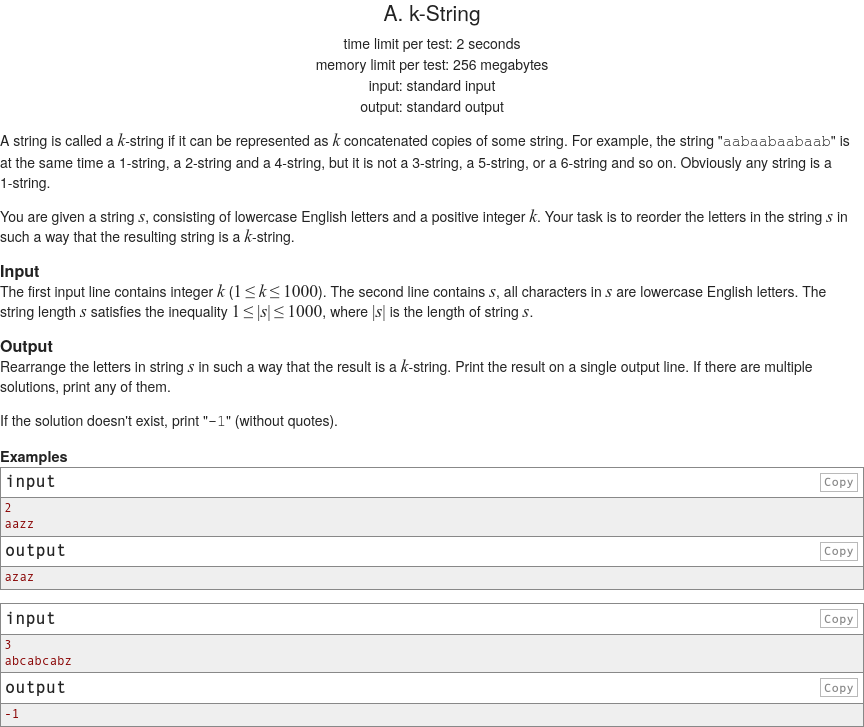 A. k-String
time limit per test: 2 seconds
memory limit per test: 256 megabytes
input: standard input
output: standard output
A string is called a k-string if it can be represented as k concatenated copies of some string. For example, the string "aabaabaabaab" is
at the same time a 1-string, a 2-string and a 4-string, but it is not a 3-string, a 5-string, or a 6-string and so on. Obviously any string is a
1-string.
You are given a string s, consisting of lowercase English letters and a positive integer k. Your task is to reorder the letters in the string s in
such a way that the resulting string is a k-string.
Input
The first input line contains integer k (1 ≤ k ≤ 1000). The second line contains s, all characters in s are lowercase English letters. The
string length s satisfies the inequality 1 ≤ |s| ≤ 1000, where |s| is the length of string s.
Output
Rearrange the letters in string s in such a way that the result is a k-string. Print the result on a single output line. If there are multiple
solutions, print any of them.
If the solution doesn't exist, print "-1" (without quotes).
Examples
input Copy
2
aazz
output Copy
azaz
input Copy
3
abcabcabz
output Copy
-1